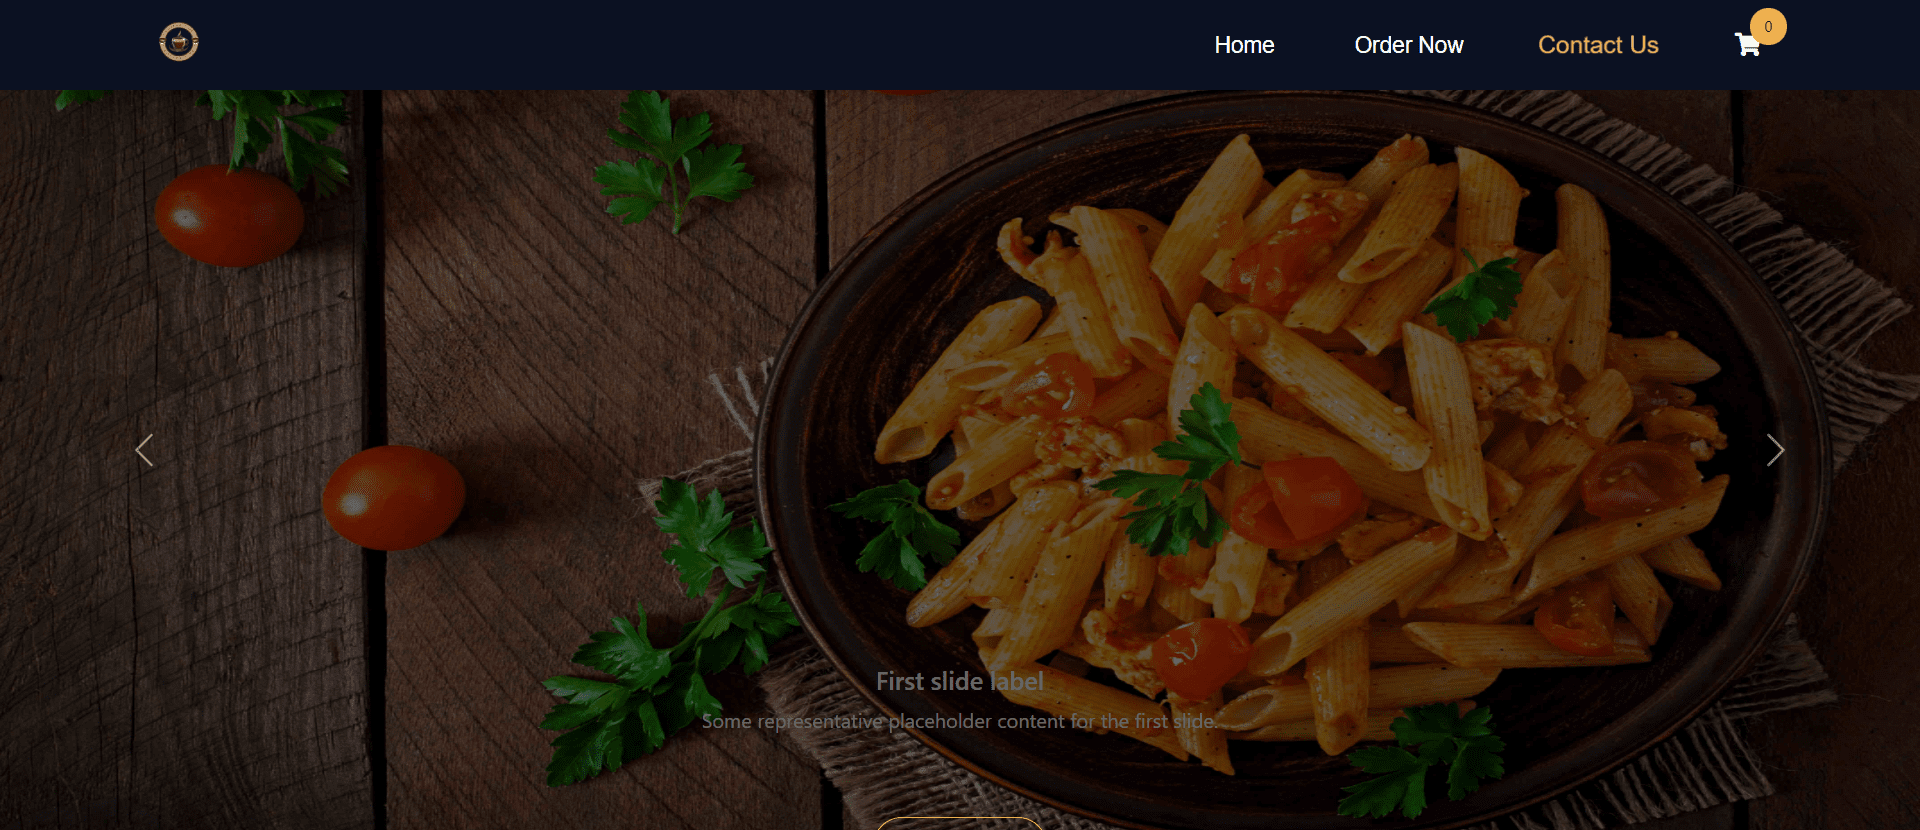 Home Order Now Contact Us 0
First slide label
Some representative placeholder content for the first slide.